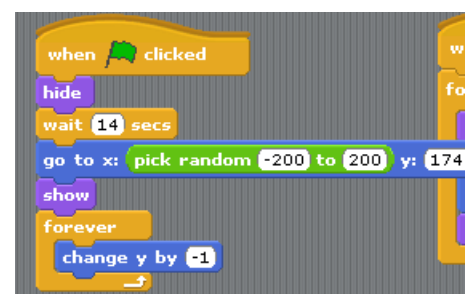 when clicked
hide
wait 14 secs
go to x: pick random -200 to 200 y: 174
show
forever
change y by -1
w
fo